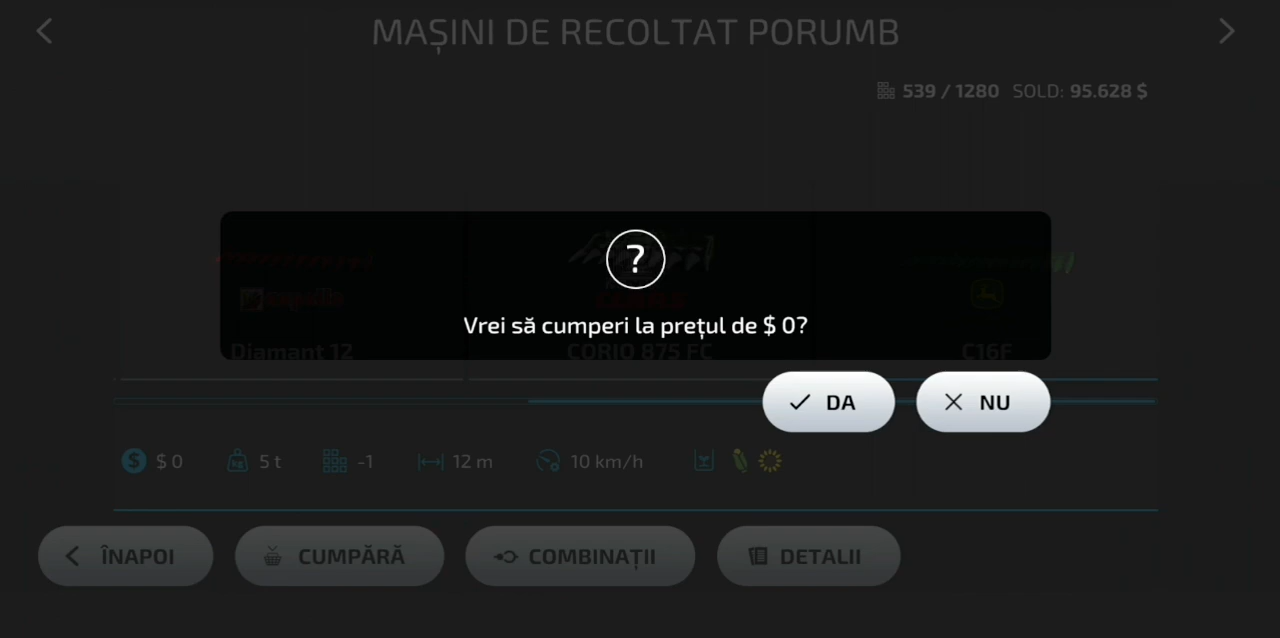 MAȘINI DE RECOLTAT PORUMB
539 / 1280 SOLD: 95.628 $
Vrei să cumperi la prețul de $ 0?
Diamant 12
CORIO 875 FC
C16F
DA
NU
$ 0
5 t
-1
12 m
10 km/h
ÎNAPOI
CUMPĂRĂ
COMBINAȚII
DETALII